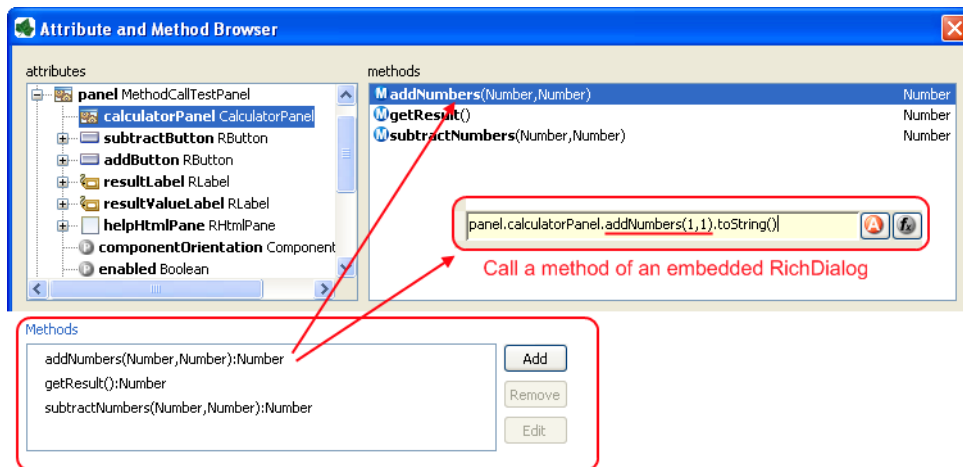 Attribute and Method Browser
attributes
methods
panel MethodCallTestPanel
calculatorPanel CalculatorPanel
subtractButton RButton
addButton RButton
resultLabel RLabel
resultValueLabel RLabel
helpHtmlPane RHtmlPane
componentOrientation Component
enabled Boolean
M addNumbers(Number,Number) Number
M getResult() Number
M subtractNumbers(Number,Number) Number
panel.calculatorPanel.addNumbers(1,1).toString()
A
fx
Call a method of an embedded RichDialog
Methods
addNumbers(Number,Number):Number
getResult():Number
subtractNumbers(Number,Number):Number
Add
Remove
Edit